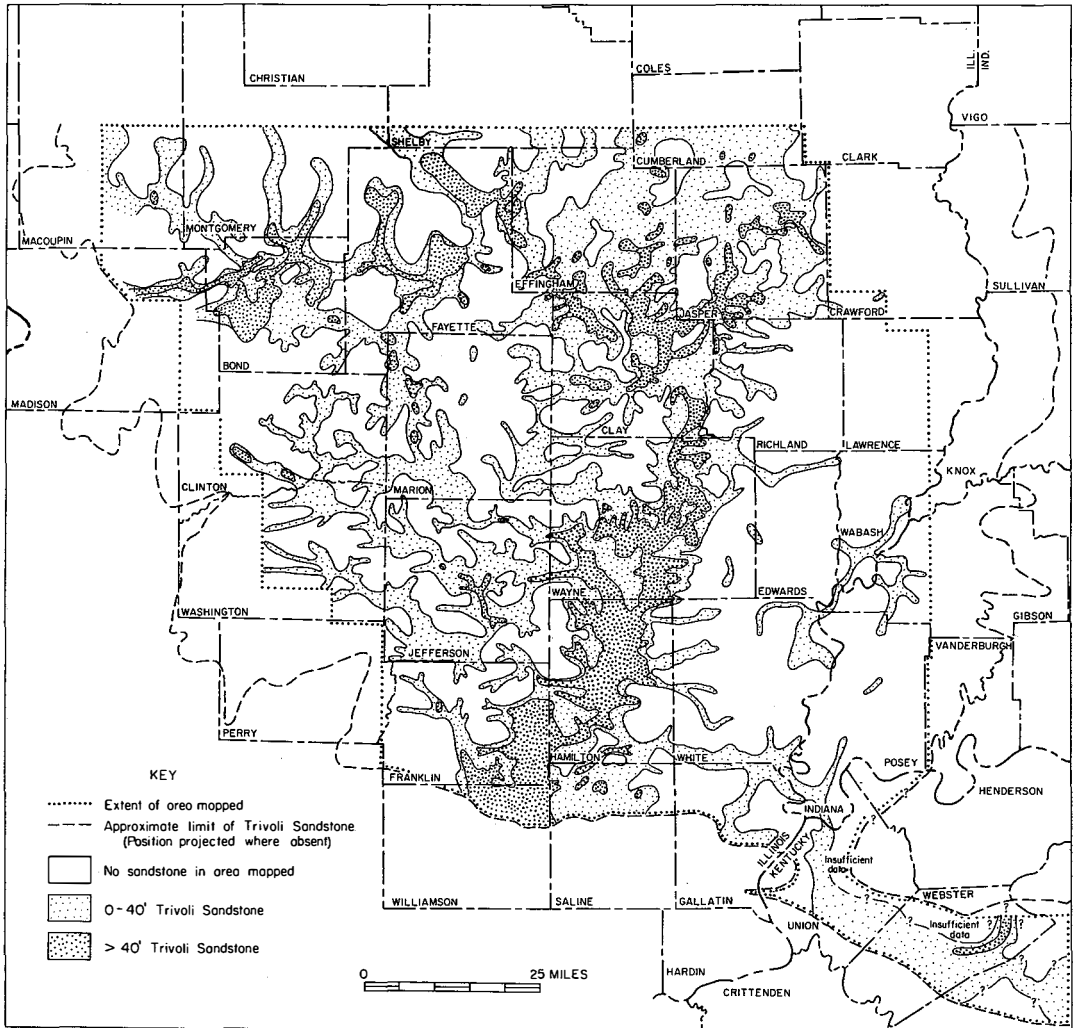 CHRISTIAN
COLES
ILL.
IND.
VIGO
SHELBY
CUMBERLAND
CLARK
MONTGOMERY
MACOUPIN
EFFINGHAM
SULLIVAN
JASPER
CRAWFORD
FAYETTE
BOND
MADISON
CLAY
RICHLAND
LAWRENCE
KNOX
CLINTON
MARION
WABASH
WAYNE
EDWARDS
WASHINGTON
GIBSON
VANDERBURGH
JEFFERSON
PERRY
HAMILTON
WHITE
POSEY
FRANKLIN
HENDERSON
INDIANA
ILLINOIS
KENTUCKY
Insufficient
data
?
?
WEBSTER
WILLIAMSON
SALINE
GALLATIN
UNION
Insufficient
data
? ? ?
?
?
?
?
HARDIN
CRITTENDEN
KEY
Extent of area mapped
Approximate limit of Trivoli Sandstone
(Position projected where absent)
No sandstone in area mapped
0-40' Trivoli Sandstone
> 40' Trivoli Sandstone
0 25 MILES